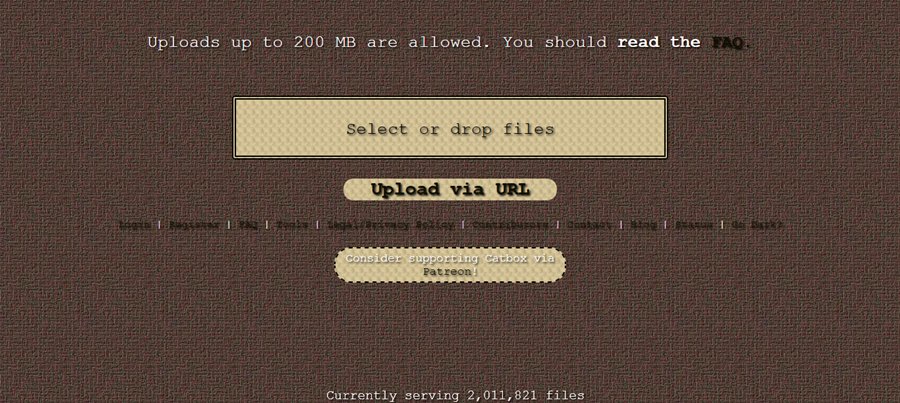 Uploads up to 200 MB are allowed. You should read the FAQ.
Select or drop files
Upload via URL
Login | Register | FAQ | Tools | Legal/Privacy Policy | Contributors | Contact | Blog | Status | Go Dark?
Consider supporting Catbox via
Patreon!
Currently serving 2,011,821 files